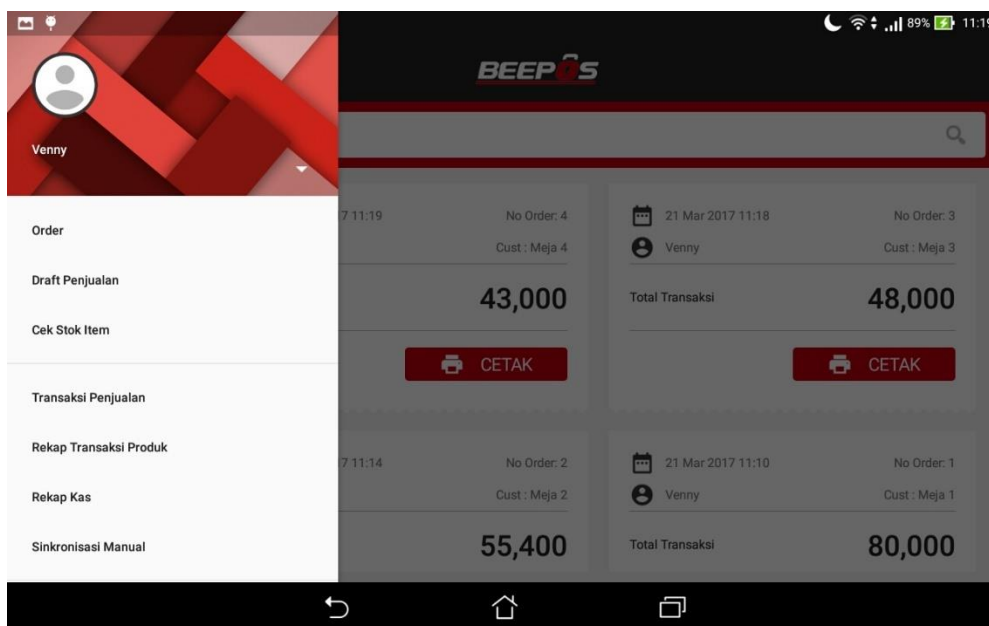 89% 11:19
BEEPOS
Venny
Order
Draft Penjualan
Cek Stok Item
Transaksi Penjualan
Rekap Transaksi Produk
Rekap Kas
Sinkronisasi Manual
7 11:19 No Order: 4
Cust : Meja 4
43,000
CETAK
21 Mar 2017 11:18 No Order: 3
Venny Cust : Meja 3
Total Transaksi 48,000
CETAK
7 11:14 No Order: 2
Cust : Meja 2
55,400
21 Mar 2017 11:10 No Order: 1
Venny Cust : Meja 1
Total Transaksi 80,000